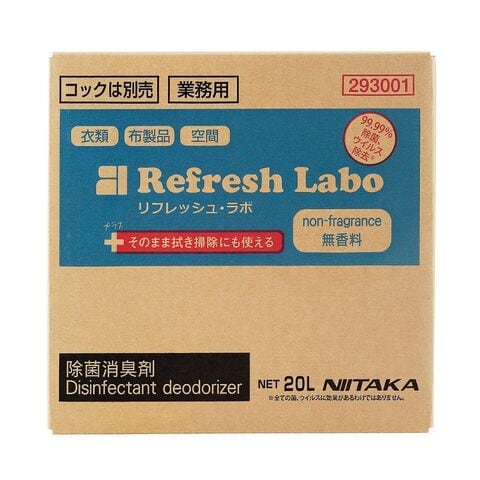 コックは別売
業務用
293001
衣類
布製品
空間
99.99%
除菌、
ウイルス
除去※
Refresh Labo
リフレッシュ・ラボ
non-fragrance
無香料
プラス
+そのまま拭き掃除にも使える
除菌消臭剤
Disinfectant deodorizer
NET 20L NIITAKA
※全ての菌、ウイルスに効果があるわけではありません。